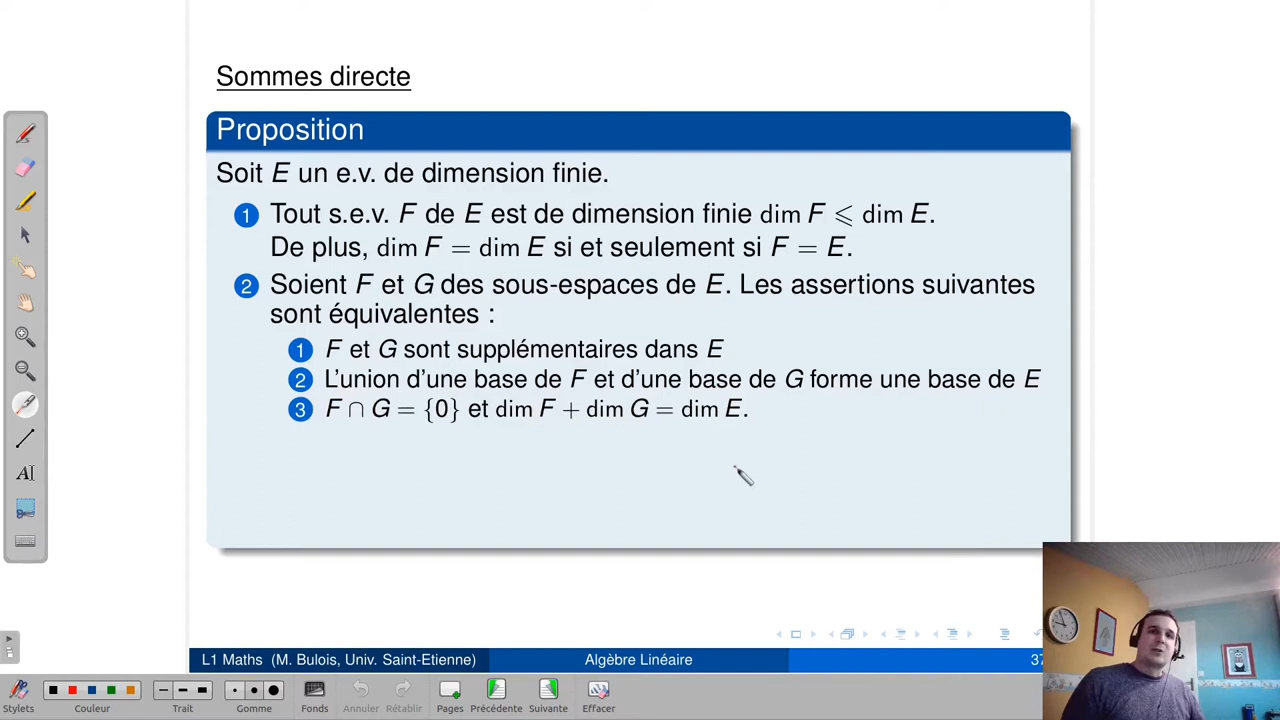 Sommes directe
Proposition
Soit E un e.v. de dimension finie.
1 Tout s.e.v. F de E est de dimension finie dim F ⩽ dim E.
De plus, dim F = dim E si et seulement si F = E.
2 Soient F et G des sous-espaces de E. Les assertions suivantes
sont équivalentes :
1 F et G sont supplémentaires dans E
2 L'union d'une base de F et d'une base de G forme une base de E
3 F ∩ G = {0} et dim F + dim G = dim E.
L1 Maths (M. Bulois, Univ. Saint-Etienne) Algèbre Linéaire 37
AI
Stylets Couleur Trait Gomme Fonds Annuler Rétablir Pages Précédente Suivante Effacer